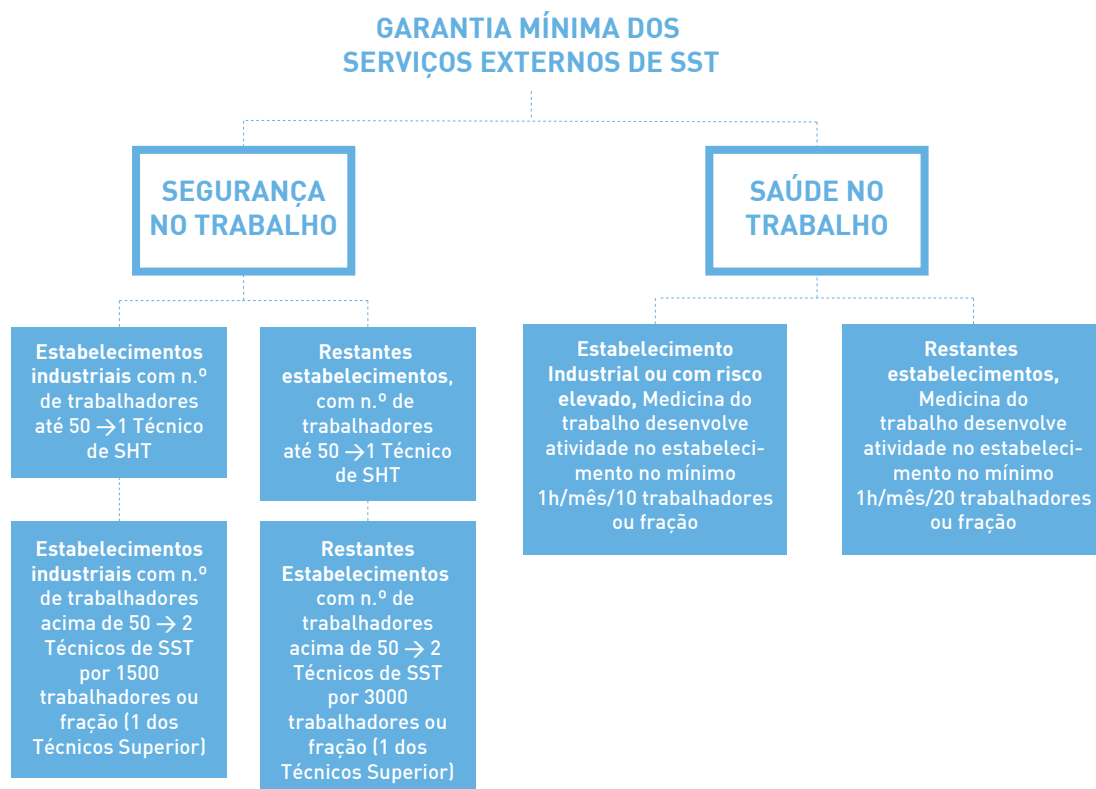 GARANTIA MÍNIMA DOS
SERVIÇOS EXTERNOS DE SST
SEGURANÇA
NO TRABALHO
SAÚDE NO
TRABALHO
Estabelecimentos
industriais com n.º
de trabalhadores
até 50 →1 Técnico
de SHT
Restantes
estabelecimentos,
com n.º de
trabalhadores
até 50 →1 Técnico
de SHT
Estabelecimento
Industrial ou com risco
elevado, Medicina do
trabalho desenvolve
atividade no estabeleci-
mento no mínimo
1h/mês/10 trabalhadores
ou fração
Restantes
estabelecimentos,
Medicina do
trabalho desenvolve
atividade no estabeleci-
mento no mínimo
1h/mês/20 trabalhadores
ou fração
Estabelecimentos
industriais com n.º
de trabalhadores
acima de 50 → 2
Técnicos de SST
por 1500
trabalhadores ou
fração (1 dos
Técnicos Superior)
Restantes
Estabelecimentos
com n.º de
trabalhadores
acima de 50 → 2
Técnicos de SST
por 3000
trabalhadores ou
fração (1 dos
Técnicos Superior)